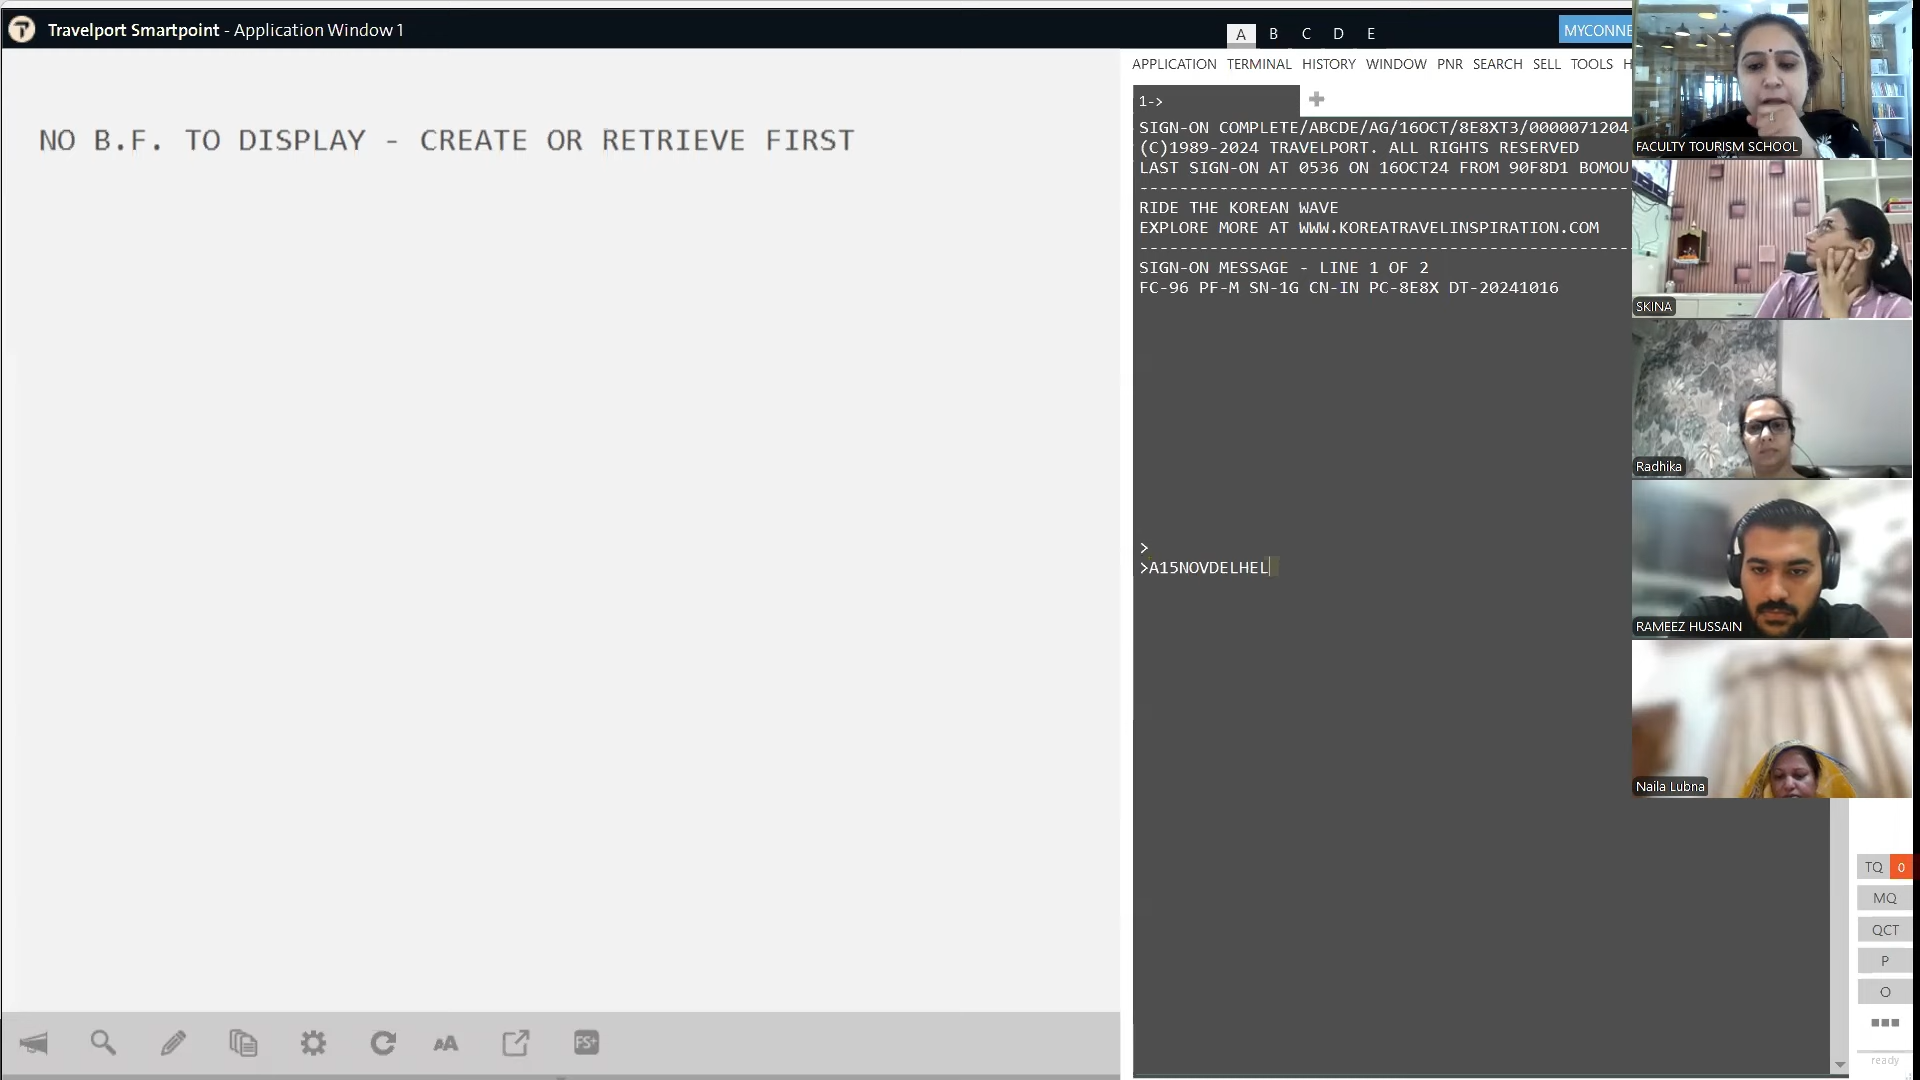 Travelport Smartpoint - Application Window 1
A B C D E
MYCONNE
APPLICATION TERMINAL HISTORY WINDOW PNR SEARCH SELL TOOLS H
NO B.F. TO DISPLAY - CREATE OR RETRIEVE FIRST
1->
SIGN-ON COMPLETE/ABCDE/AG/16OCT/8E8XT3/0000071204
(C)1989-2024 TRAVELPORT. ALL RIGHTS RESERVED
LAST SIGN-ON AT 0536 ON 16OCT24 FROM 90F8D1 BOMOU
--------------------------------------------------
RIDE THE KOREAN WAVE
EXPLORE MORE AT WWW.KOREATRAVELINSPIRATION.COM
--------------------------------------------------
SIGN-ON MESSAGE - LINE 1 OF 2
FC-96 PF-M SN-1G CN-IN PC-8E8X DT-20241016
>
>A15NOVDELHEL
FACULTY TOURISM SCHOOL
SKINA
Radhika
RAMEEZ HUSSAIN
Naila Lubna
TQ 0
MQ
QCT
P
O
ready
AA
FS+